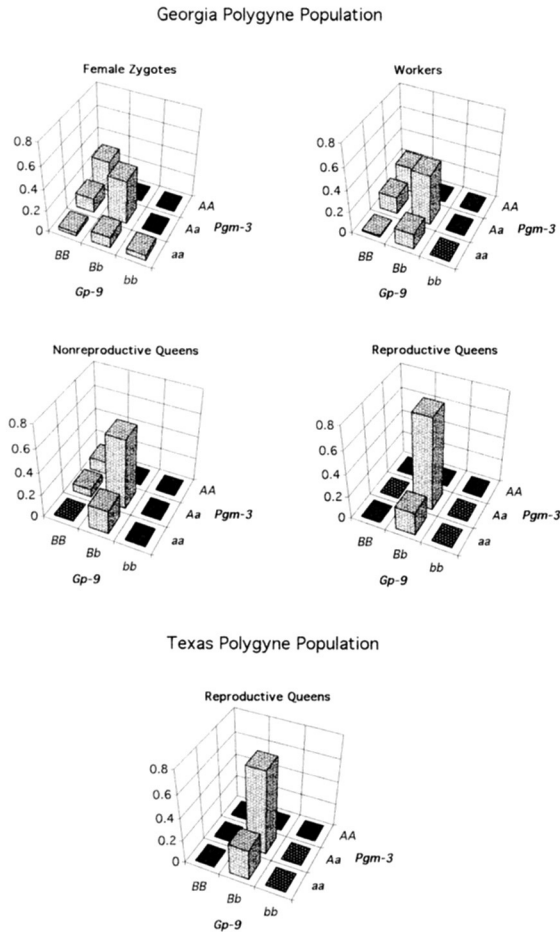 Georgia Polygyne Population
Female Zygotes
0.8
0.6
0.4
0.2
0
BB
Bb
bb
Gp-9
AA
Aa Pgm-3
aa
Workers
0.8
0.6
0.4
0.2
0
BB
Bb
bb
Gp-9
AA
Aa Pgm-3
aa
Nonreproductive Queens
0.8
0.6
0.4
0.2
0
BB
Bb
bb
Gp-9
AA
Aa Pgm-3
aa
Reproductive Queens
0.8
0.6
0.4
0.2
0
BB
Bb
bb
Gp-9
AA
Aa Pgm-3
aa
Texas Polygyne Population
Reproductive Queens
0.8
0.6
0.4
0.2
0
BB
Bb
bb
Gp-9
AA
Aa Pgm-3
aa